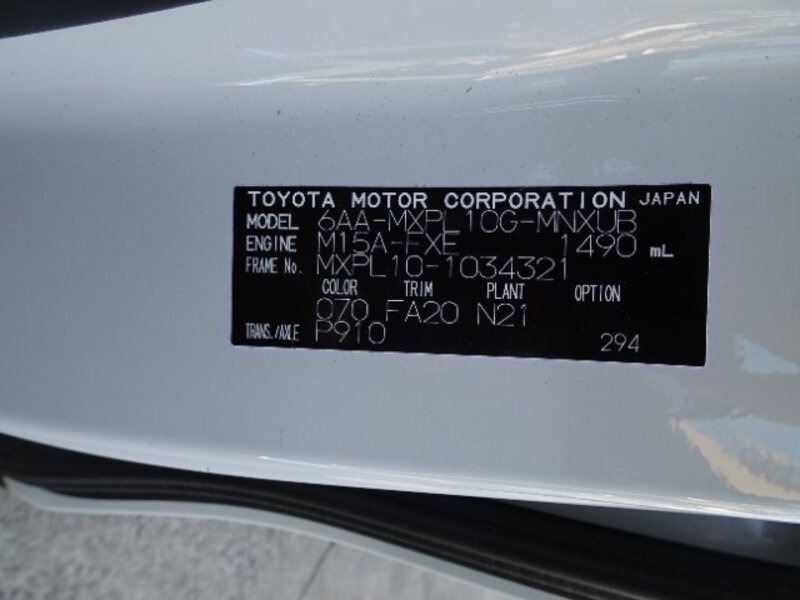 TOYOTA MOTOR CORPORATION JAPAN
MODEL 6AA-MXPL10G-MNXUB
ENGINE M15A-FXE 1490 mL
FRAME No. MXPL10-1034321
COLOR TRIM PLANT OPTION
070 FA20 N21
TRANS./AXLE P910 294